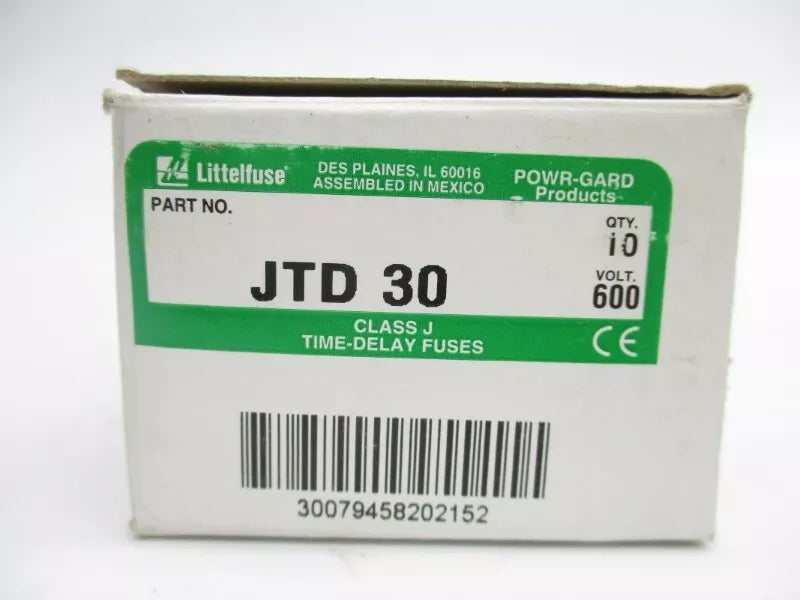 Littelfuse®
DES PLAINES, IL 60016
ASSEMBLED IN MEXICO
POWR-GARD
Products
PART NO.
QTY.
10
JTD 30
VOLT.
600
CLASS J
TIME-DELAY FUSES
CE
30079458202152